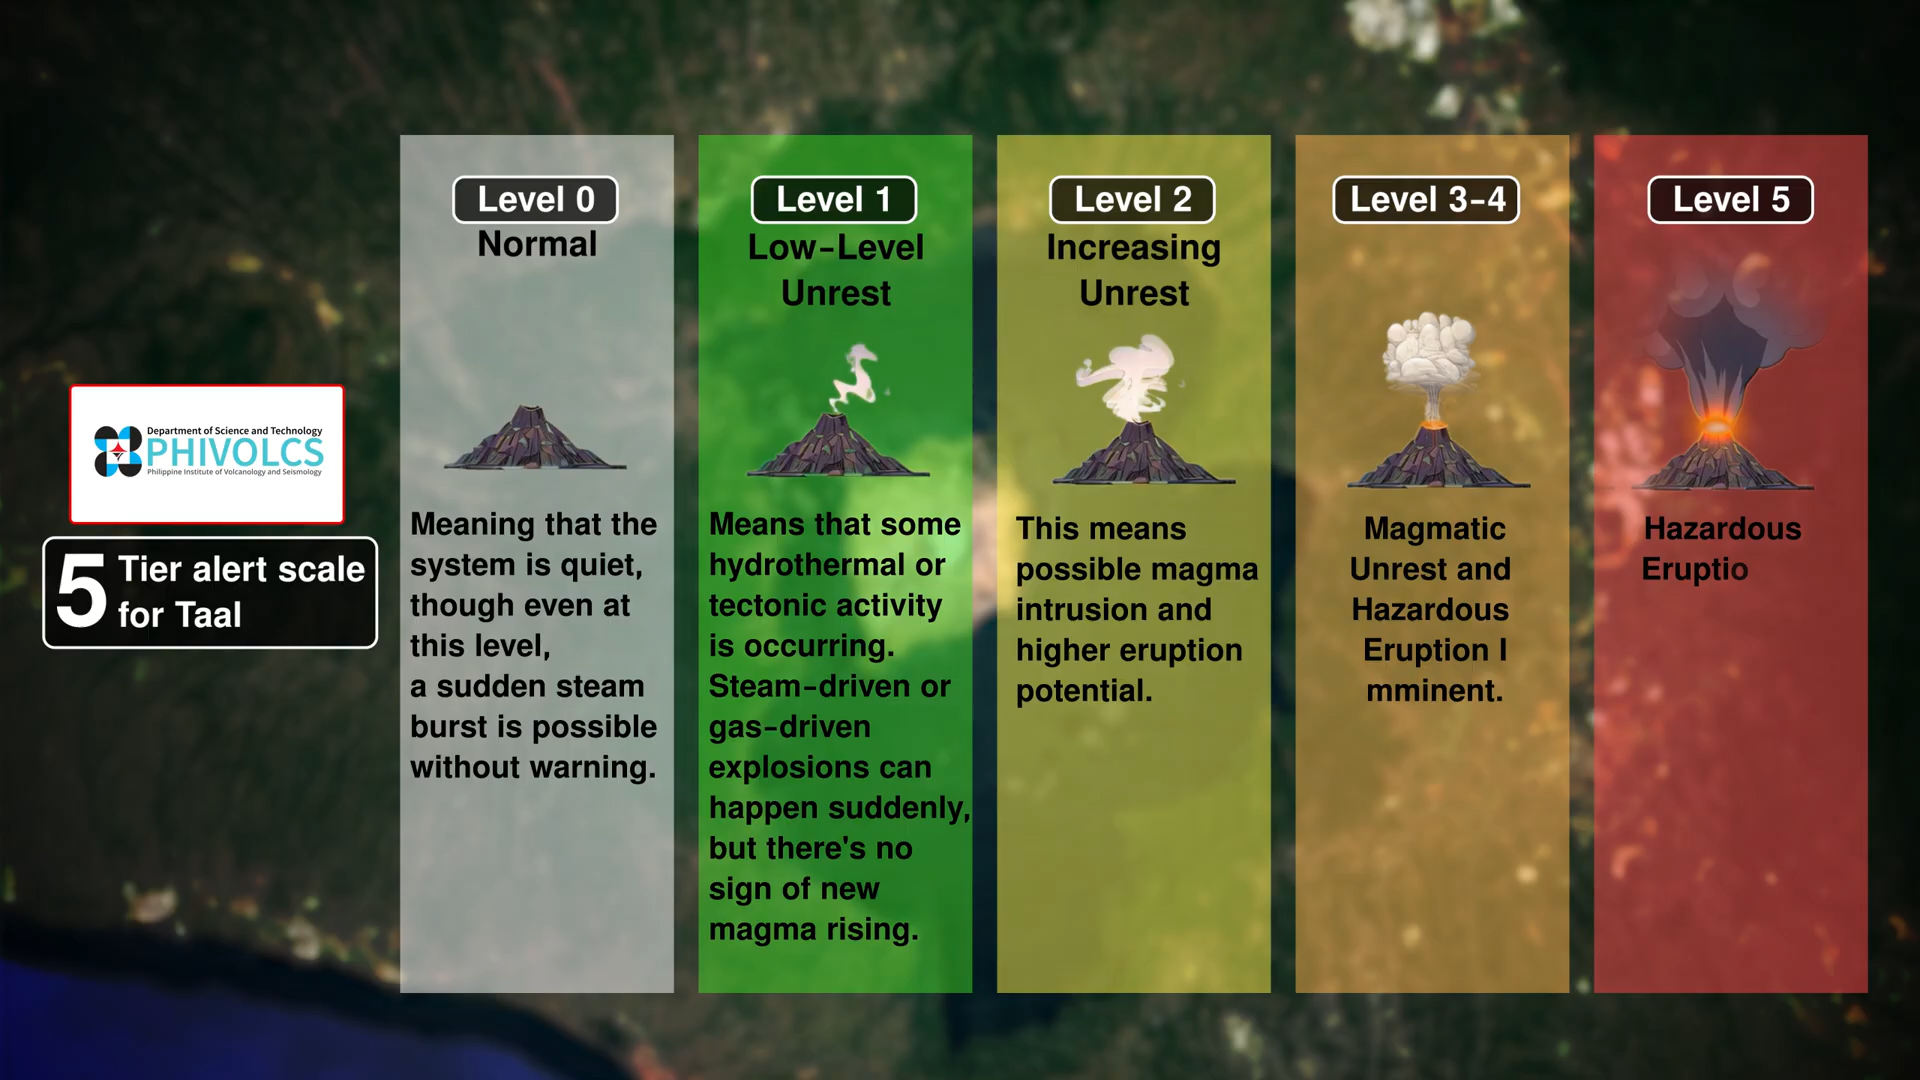 Department of Science and Technology
PHIVOLCS
Philippine Institute of Volcanology and Seismology
5 Tier alert scale
for Taal
Level 0
Normal
Meaning that the
system is quiet,
though even at
this level,
a sudden steam
burst is possible
without warning.
Level 1
Low-Level
Unrest
Means that some
hydrothermal or
tectonic activity
is occurring.
Steam-driven or
gas-driven
explosions can
happen suddenly,
but there's no
sign of new
magma rising.
Level 2
Increasing
Unrest
This means
possible magma
intrusion and
higher eruption
potential.
Level 3-4
Magmatic
Unrest and
Hazardous
Eruption I
mminent.
Level 5
Hazardous
Eruptio